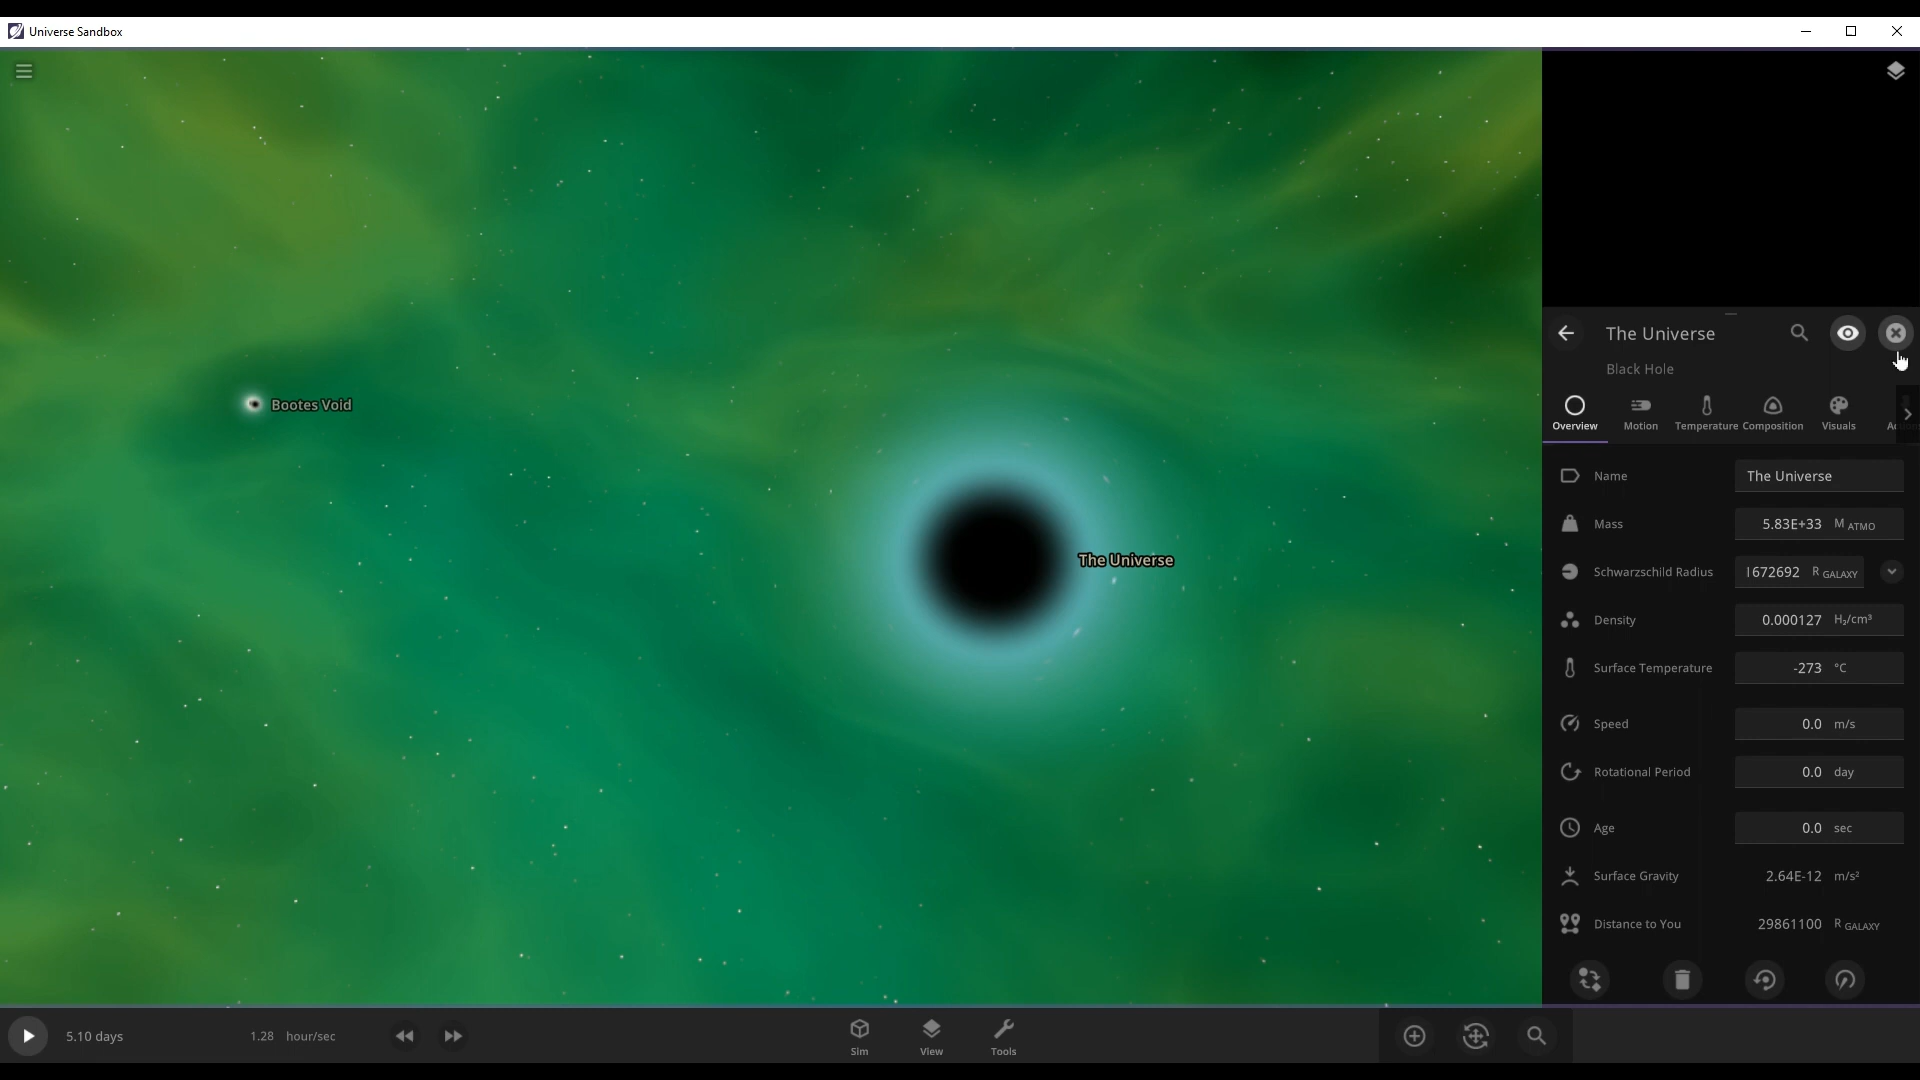 Universe Sandbox
Bootes Void
The Universe
The Universe
Black Hole
Overview
Motion
Temperature
Composition
Visuals
Name
The Universe
Mass
5.83E+33 M ATMO
Schwarzschild Radius
672692 R GALAXY
Density
0.000127 H₂/cm³
Surface Temperature
-273 °C
Speed
0.0 m/s
Rotational Period
0.0 day
Age
0.0 sec
Surface Gravity
2.64E-12 m/s²
Distance to You
29861100 R GALAXY
5.10 days
1.28 hour/sec
Sim
View
Tools